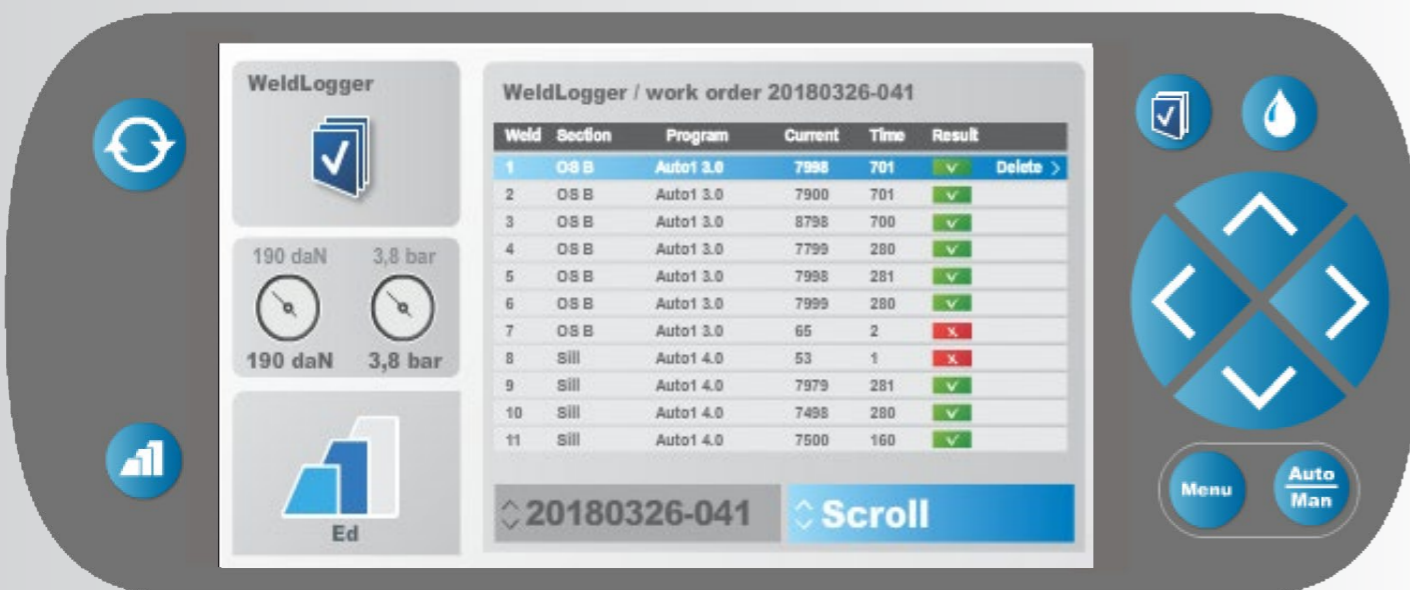 WeldLogger
190 daN 3,8 bar
190 daN 3,8 bar
Ed
WeldLogger / work order 20180326-041
Weld Section Program Current Time Result
1 OS B Auto1 3.0 7998 701 Delete >
2 OS B Auto1 3.0 7900 701
3 OS B Auto1 3.0 8798 700
4 OS B Auto1 3.0 7799 280
5 OS B Auto1 3.0 7998 281
6 OS B Auto1 3.0 7999 280
7 OS B Auto1 3.0 65 2
8 Sill Auto1 4.0 53 1
9 Sill Auto1 4.0 7979 281
10 Sill Auto1 4.0 7498 280
11 Sill Auto1 4.0 7500 160
20180326-041 Scroll
Menu
Auto
Man